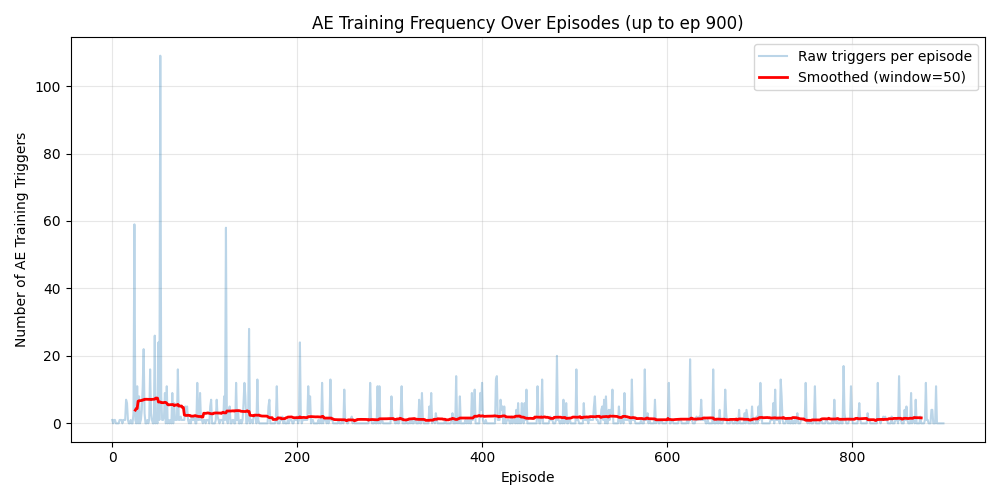 AE Training Frequency Over Episodes (up to ep 900)
Raw triggers per episode
Smoothed (window=50)
Number of AE Training Triggers
100
80
60
40
20
0
0 200 400 600 800
Episode